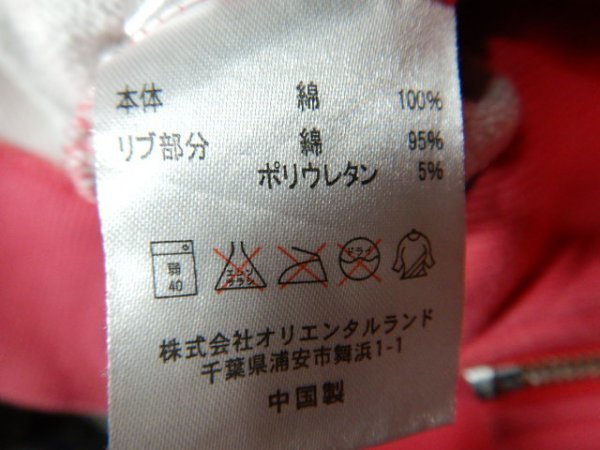 本体 綿 100%
リブ部分 綿 95%
ポリウレタン 5%
弱 40
エンソ サラシ
ドライ
株式会社オリエンタルランド
千葉県浦安市舞浜1-1
中国製